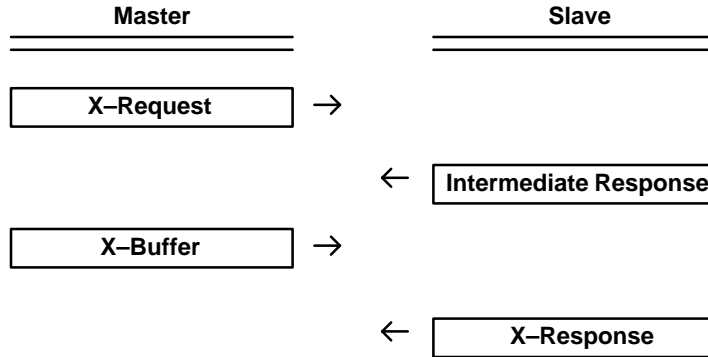 Master
Slave
X–Request
Intermediate Response
X–Buffer
X–Response